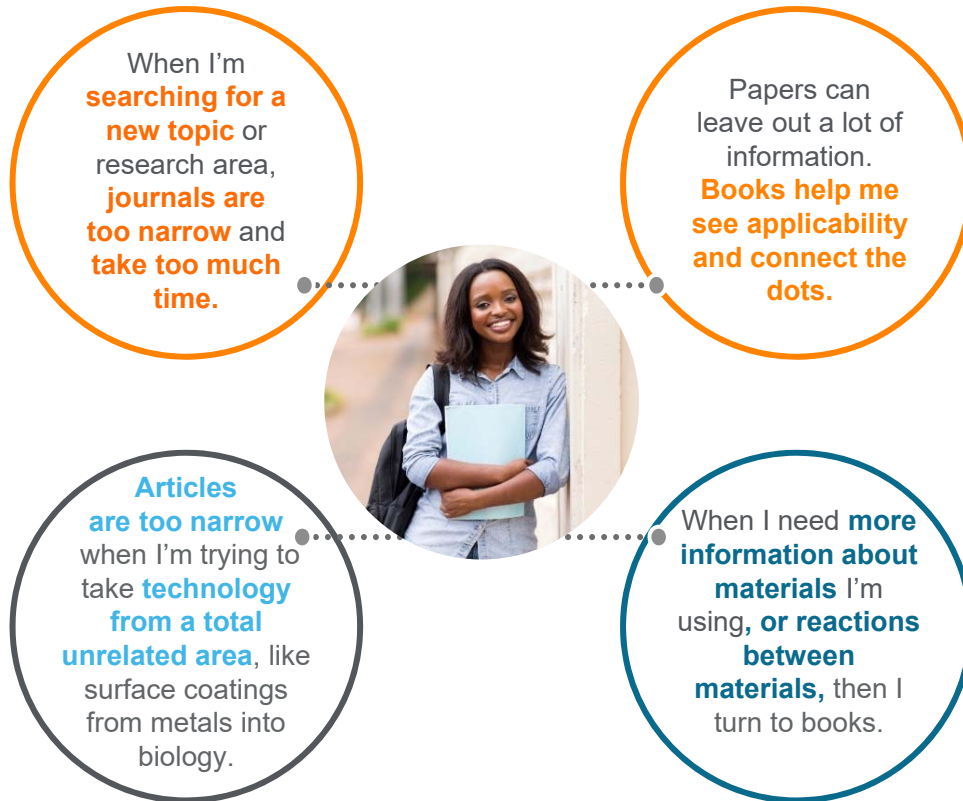 When I’m
searching for a
new topic or
research area,
journals are
too narrow and
take too much
time.
Papers can
leave out a lot of
information.
Books help me
see applicability
and connect the
dots.
Articles
are too narrow
when I’m trying to
take technology
from a total
unrelated area, like
surface coatings
from metals into
biology.
When I need more
information about
materials I’m
using, or reactions
between
materials, then I
turn to books.